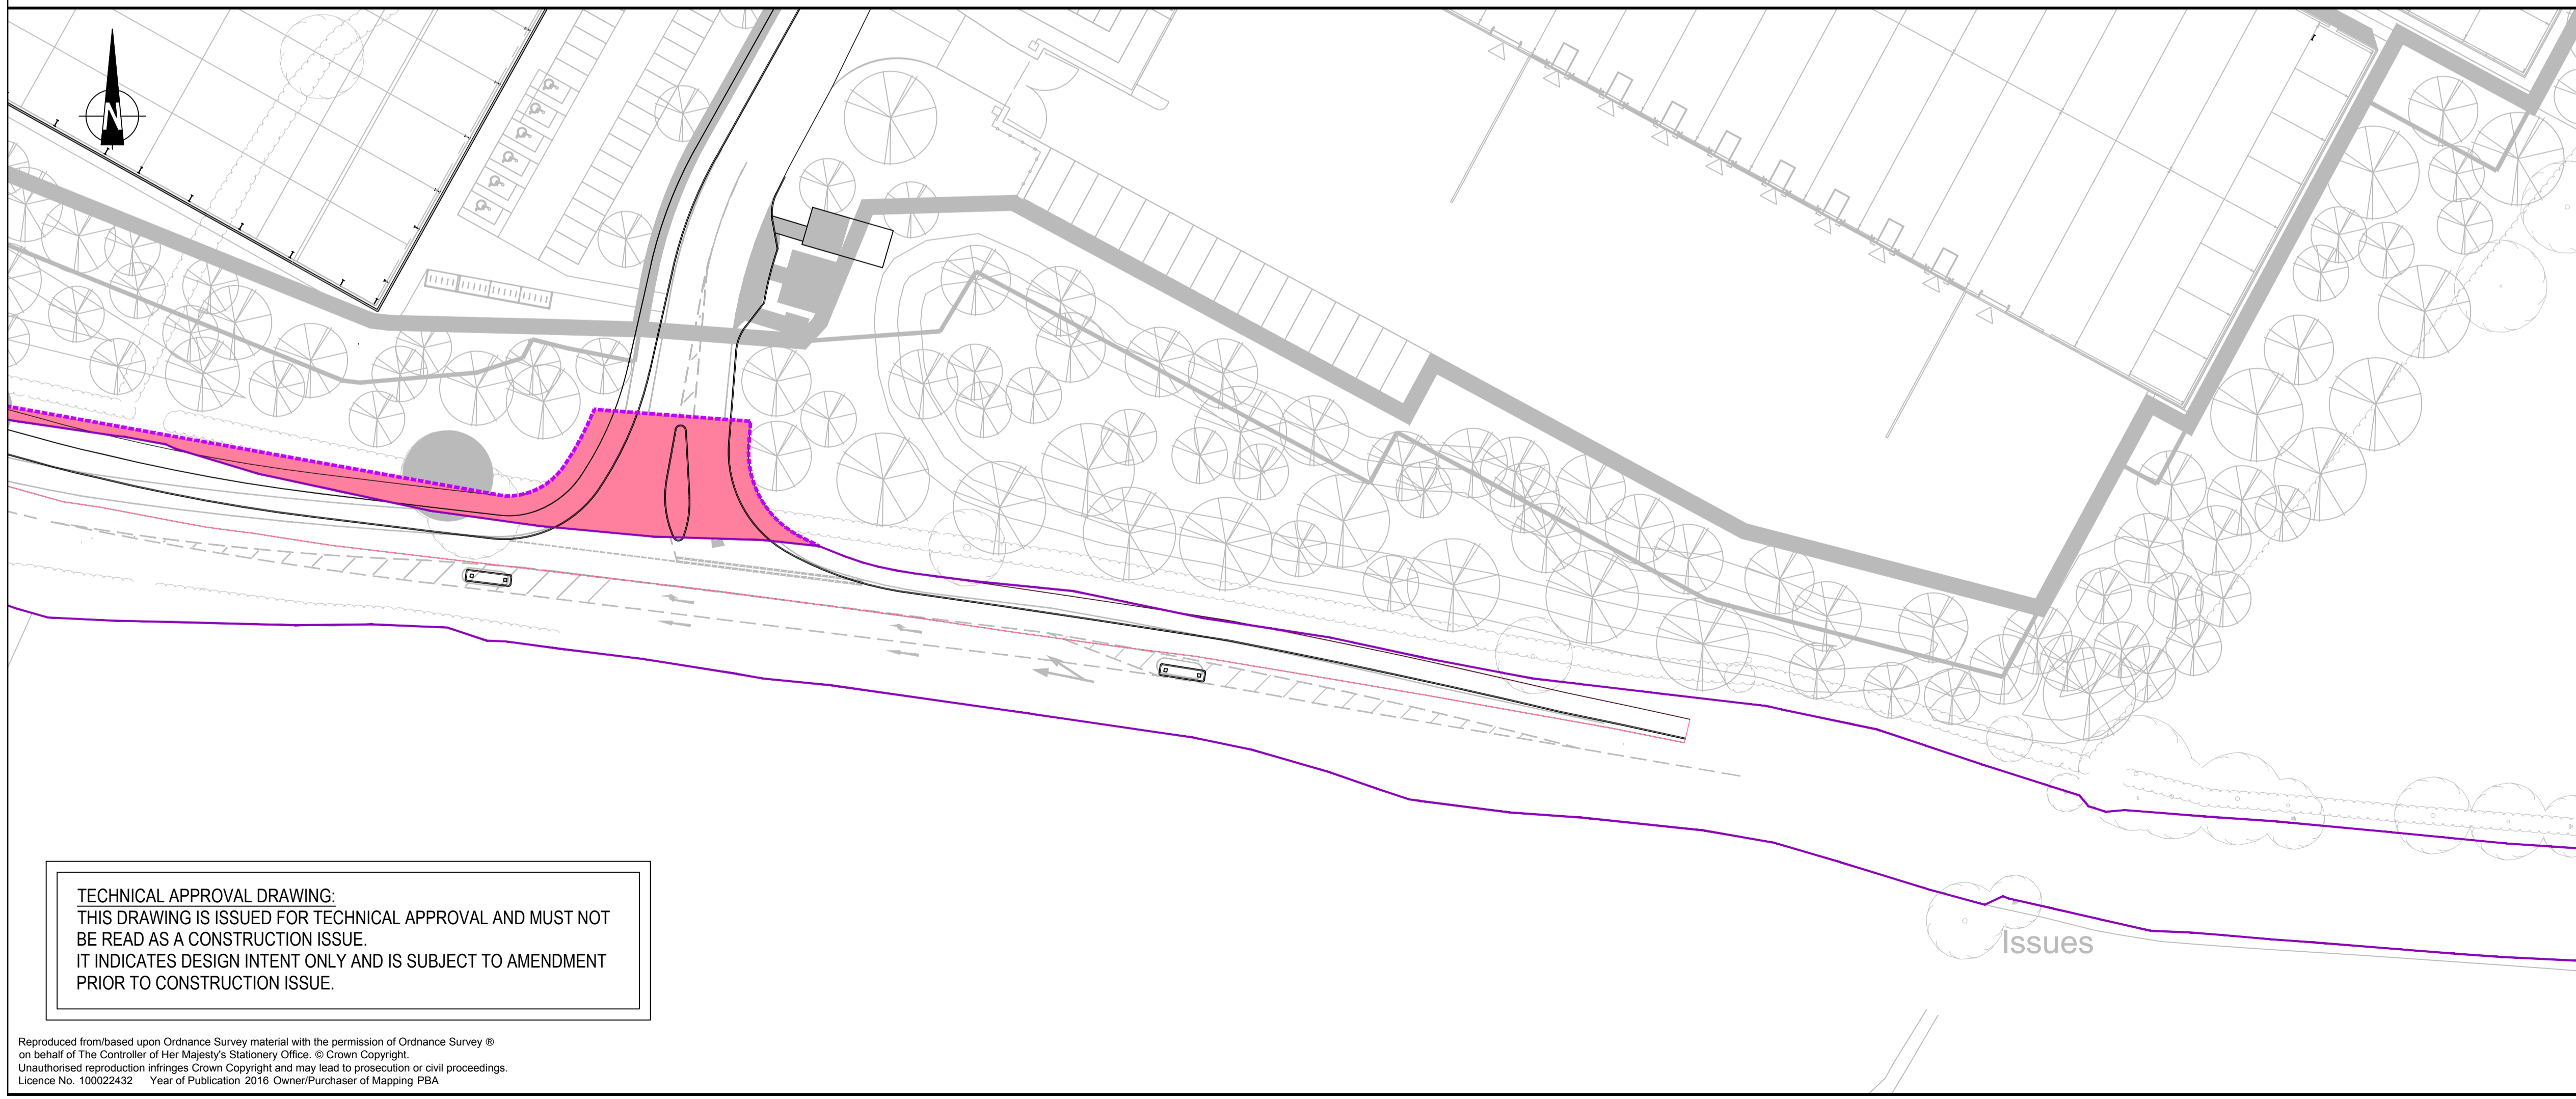 N
TECHNICAL APPROVAL DRAWING:
THIS DRAWING IS ISSUED FOR TECHNICAL APPROVAL AND MUST NOT
BE READ AS A CONSTRUCTION ISSUE.
IT INDICATES DESIGN INTENT ONLY AND IS SUBJECT TO AMENDMENT
PRIOR TO CONSTRUCTION ISSUE.
Issues
Reproduced from/based upon Ordnance Survey material with the permission of Ordnance Survey ®
on behalf of The Controller of Her Majesty's Stationery Office. © Crown Copyright.
Unauthorised reproduction infringes Crown Copyright and may lead to prosecution or civil proceedings.
Licence No. 100022432 Year of Publication 2016 Owner/Purchaser of Mapping PBA